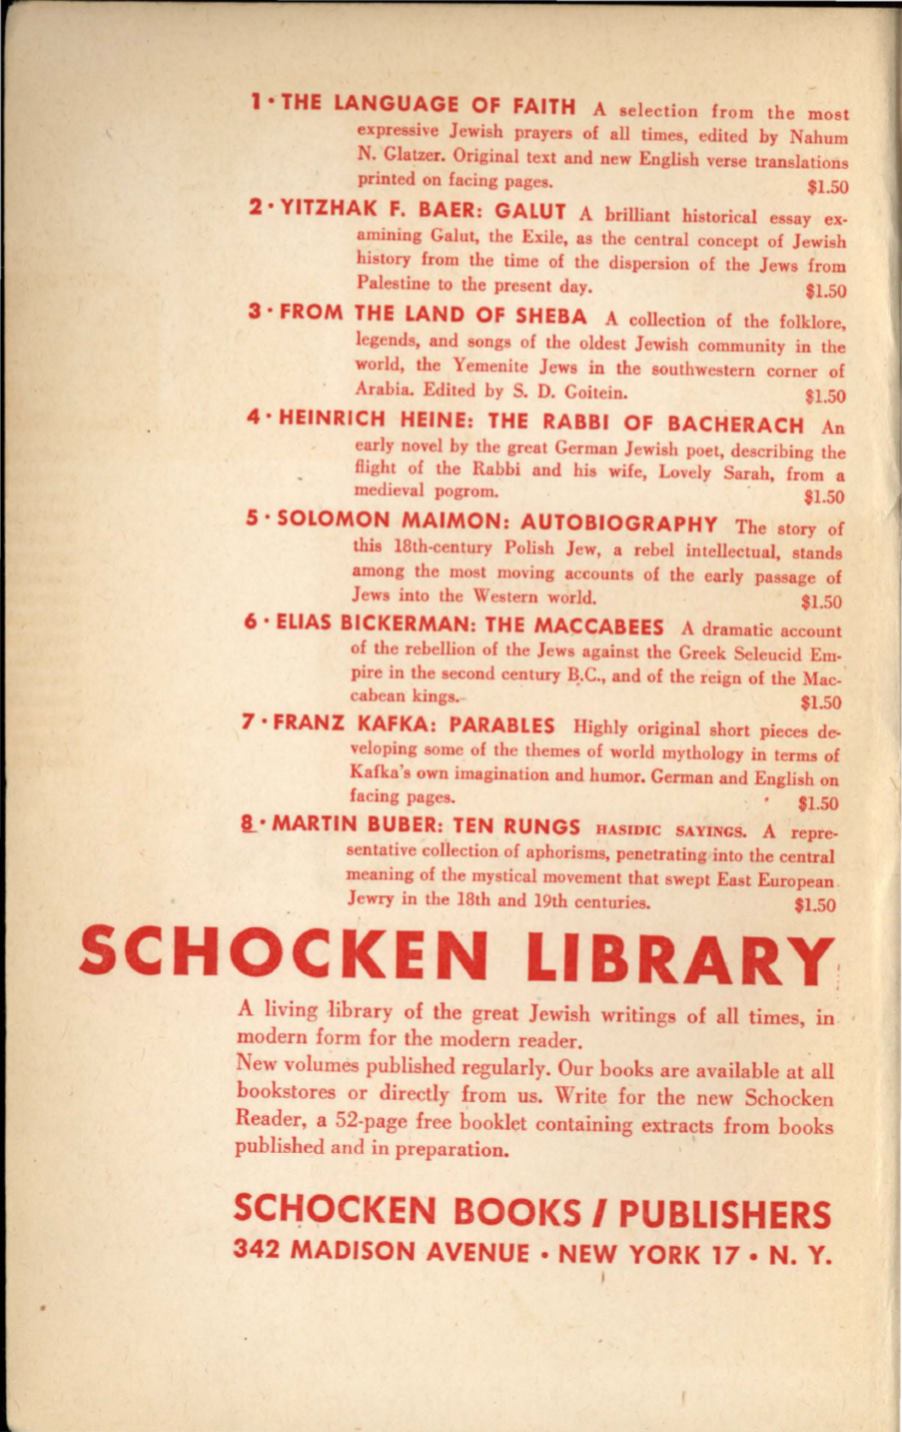 1 · THE LANGUAGE OF FAITH A selection from the most
expressive Jewish prayers of all times, edited by Nahum
N. Glatzer. Original text and new English verse translations
printed on facing pages. $1.50
2 · YITZHAK F. BAER: GALUT A brilliant historical essay ex-
amining Galut, the Exile, as the central concept of Jewish
history from the time of the dispersion of the Jews from
Palestine to the present day. $1.50
3 · FROM THE LAND OF SHEBA A collection of the folklore,
legends, and songs of the oldest Jewish community in the
world, the Yemenite Jews in the southwestern corner of
Arabia. Edited by S. D. Goitein. $1.50
4 · HEINRICH HEINE: THE RABBI OF BACHERACH An
early novel by the great German Jewish poet, describing the
flight of the Rabbi and his wife, Lovely Sarah, from a
medieval pogrom. $1.50
5 · SOLOMON MAIMON: AUTOBIOGRAPHY The story of
this 18th-century Polish Jew, a rebel intellectual, stands
among the most moving accounts of the early passage of
Jews into the Western world. $1.50
6 · ELIAS BICKERMAN: THE MACCABEES A dramatic account
of the rebellion of the Jews against the Greek Seleucid Em-
pire in the second century B.C., and of the reign of the Mac-
cabean kings. $1.50
7 · FRANZ KAFKA: PARABLES Highly original short pieces de-
veloping some of the themes of world mythology in terms of
Kafka's own imagination and humor. German and English on
facing pages. $1.50
8 · MARTIN BUBER: TEN RUNGS HASIDIC SAYINGS. A repre-
sentative collection of aphorisms, penetrating into the central
meaning of the mystical movement that swept East European
Jewry in the 18th and 19th centuries. $1.50
SCHOCKEN LIBRARY
A living library of the great Jewish writings of all times, in
modern form for the modern reader.
New volumes published regularly. Our books are available at all
bookstores or directly from us. Write for the new Schocken
Reader, a 52-page free booklet containing extracts from books
published and in preparation.
SCHOCKEN BOOKS / PUBLISHERS
342 MADISON AVENUE · NEW YORK 17 · N. Y.